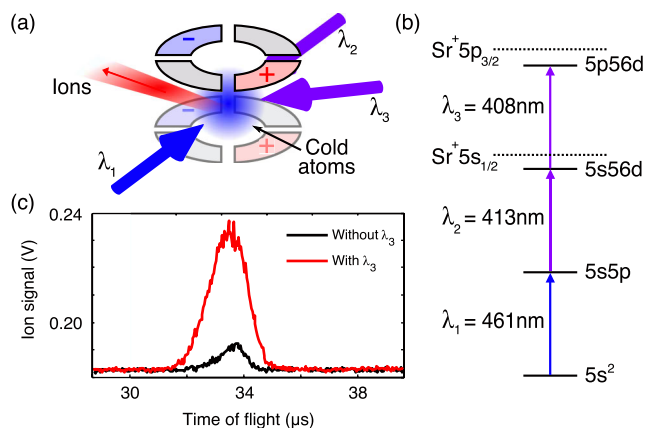 (a)
−
+
λ₂
Ions
λ₃
−
+
λ₁
Cold
atoms
(b)
Sr⁺5p₃/₂
5p56d
λ₃ = 408nm
Sr⁺5s₁/₂
5s56d
λ₂ = 413nm
5s5p
λ₁ = 461nm
5s²
(c)
Ion signal (V)
0.24
0.20
Without λ₃
With λ₃
30
34
38
Time of flight (μs)